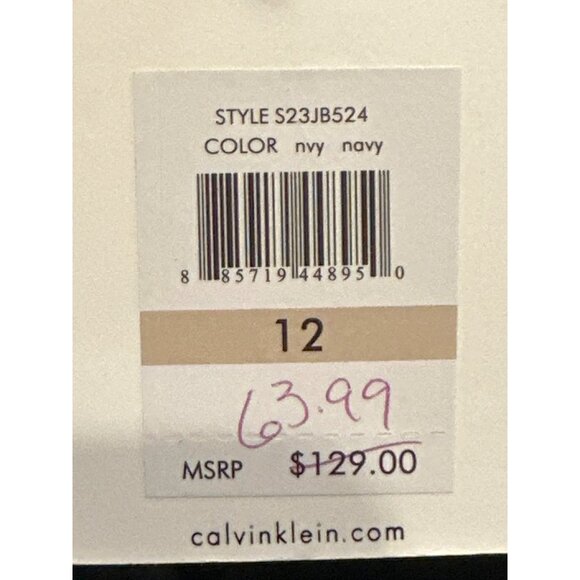 STYLE S23JB524
COLOR nvy navy
8 85719 44895 0
12
63.99
MSRP $129.00
calvinklein.com